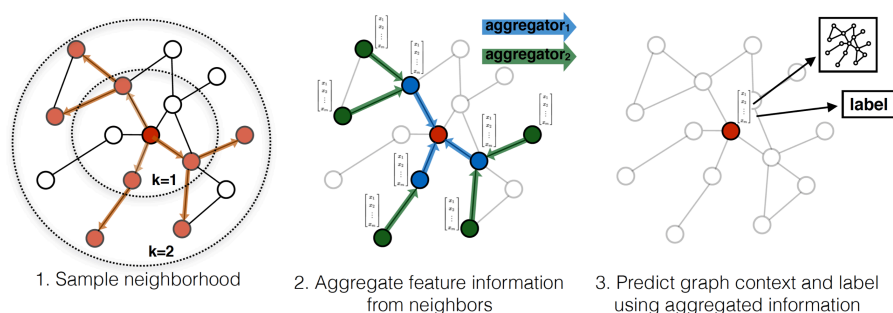 aggregator₁
aggregator₂
label
k=1
k=2
1. Sample neighborhood
2. Aggregate feature information
from neighbors
3. Predict graph context and label
using aggregated information